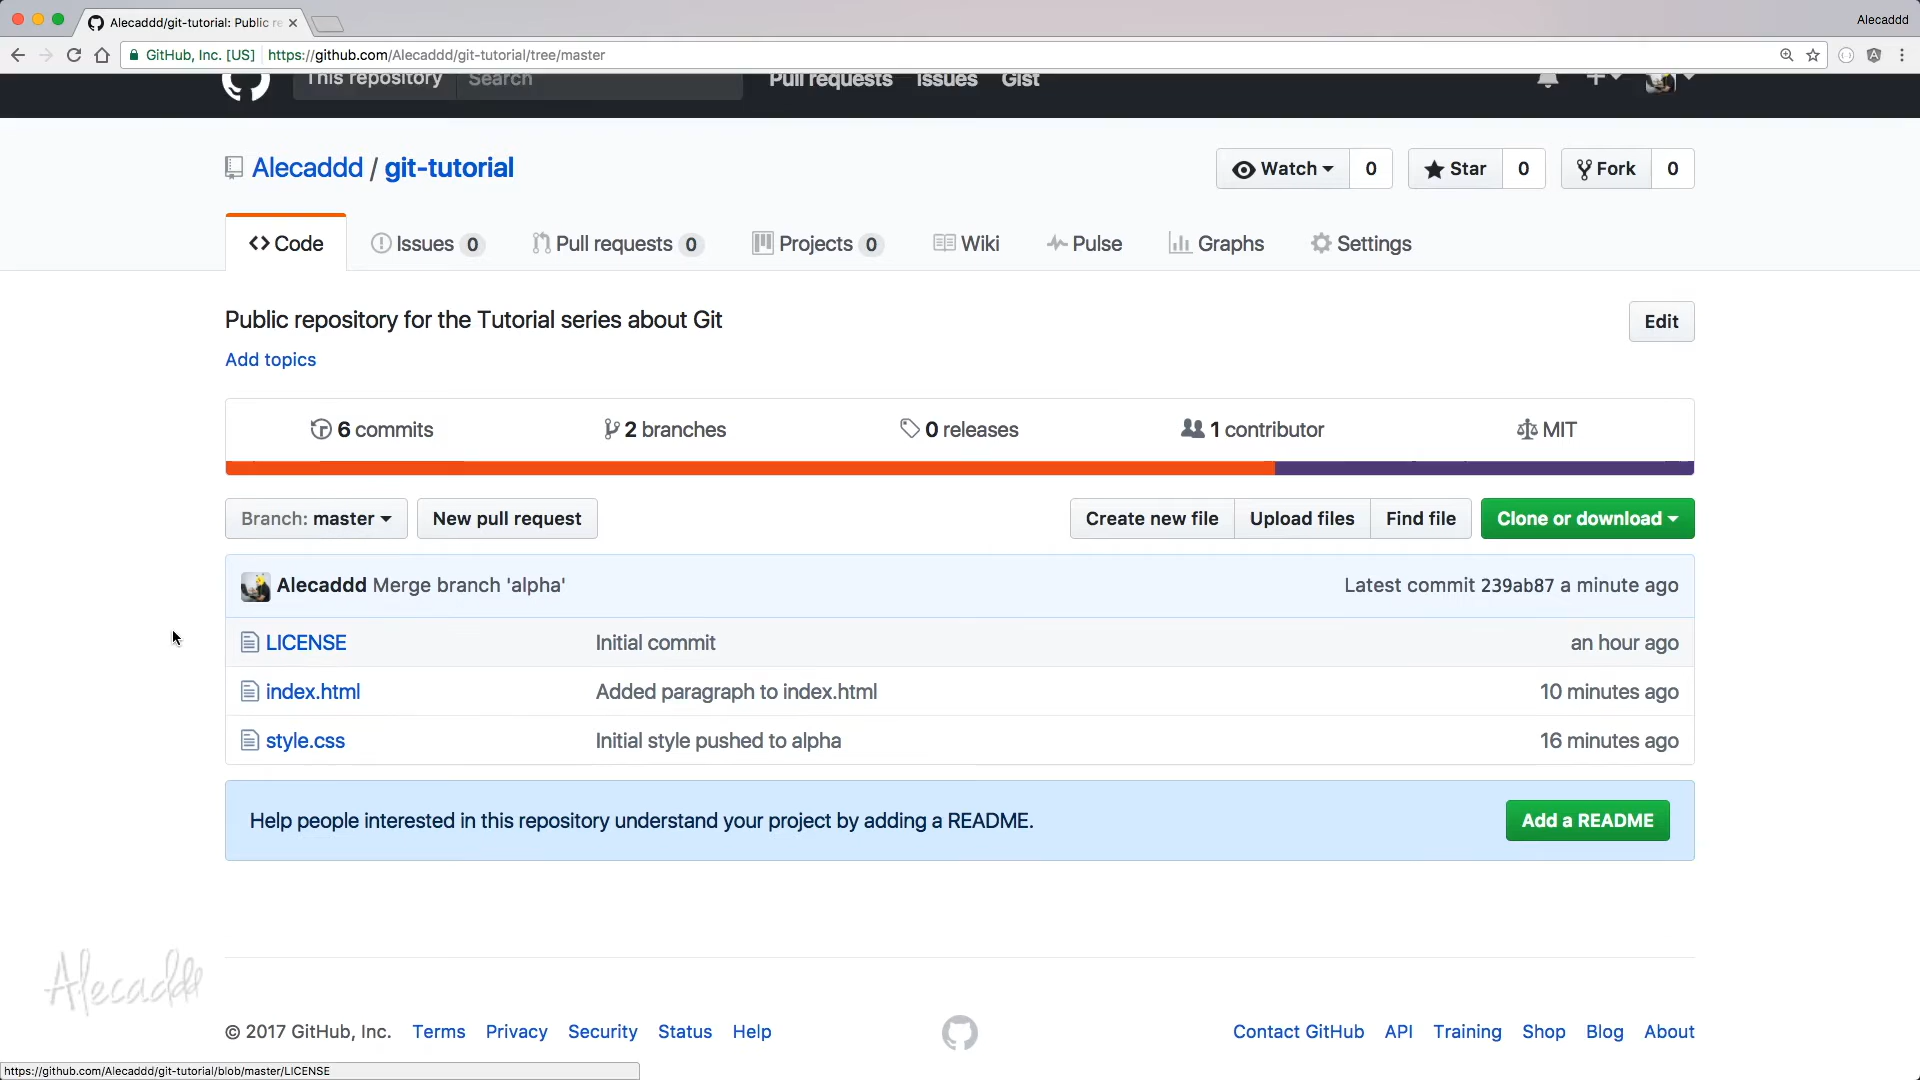 Alecaddd/git-tutorial: Public re
Alecaddd
GitHub, Inc. [US] https://github.com/Alecaddd/git-tutorial/tree/master
This repository Search Pull requests Issues Gist
Alecaddd / git-tutorial
Watch 0 Star 0 Fork 0
Code Issues 0 Pull requests 0 Projects 0 Wiki Pulse Graphs Settings
Public repository for the Tutorial series about Git
Edit
Add topics
6 commits 2 branches 0 releases 1 contributor MIT
Branch: master New pull request Create new file Upload files Find file Clone or download
Alecaddd Merge branch 'alpha' Latest commit 239ab87 a minute ago
LICENSE Initial commit an hour ago
index.html Added paragraph to index.html 10 minutes ago
style.css Initial style pushed to alpha 16 minutes ago
Help people interested in this repository understand your project by adding a README. Add a README
Alecaddd
© 2017 GitHub, Inc. Terms Privacy Security Status Help Contact GitHub API Training Shop Blog About
https://github.com/Alecaddd/git-tutorial/blob/master/LICENSE